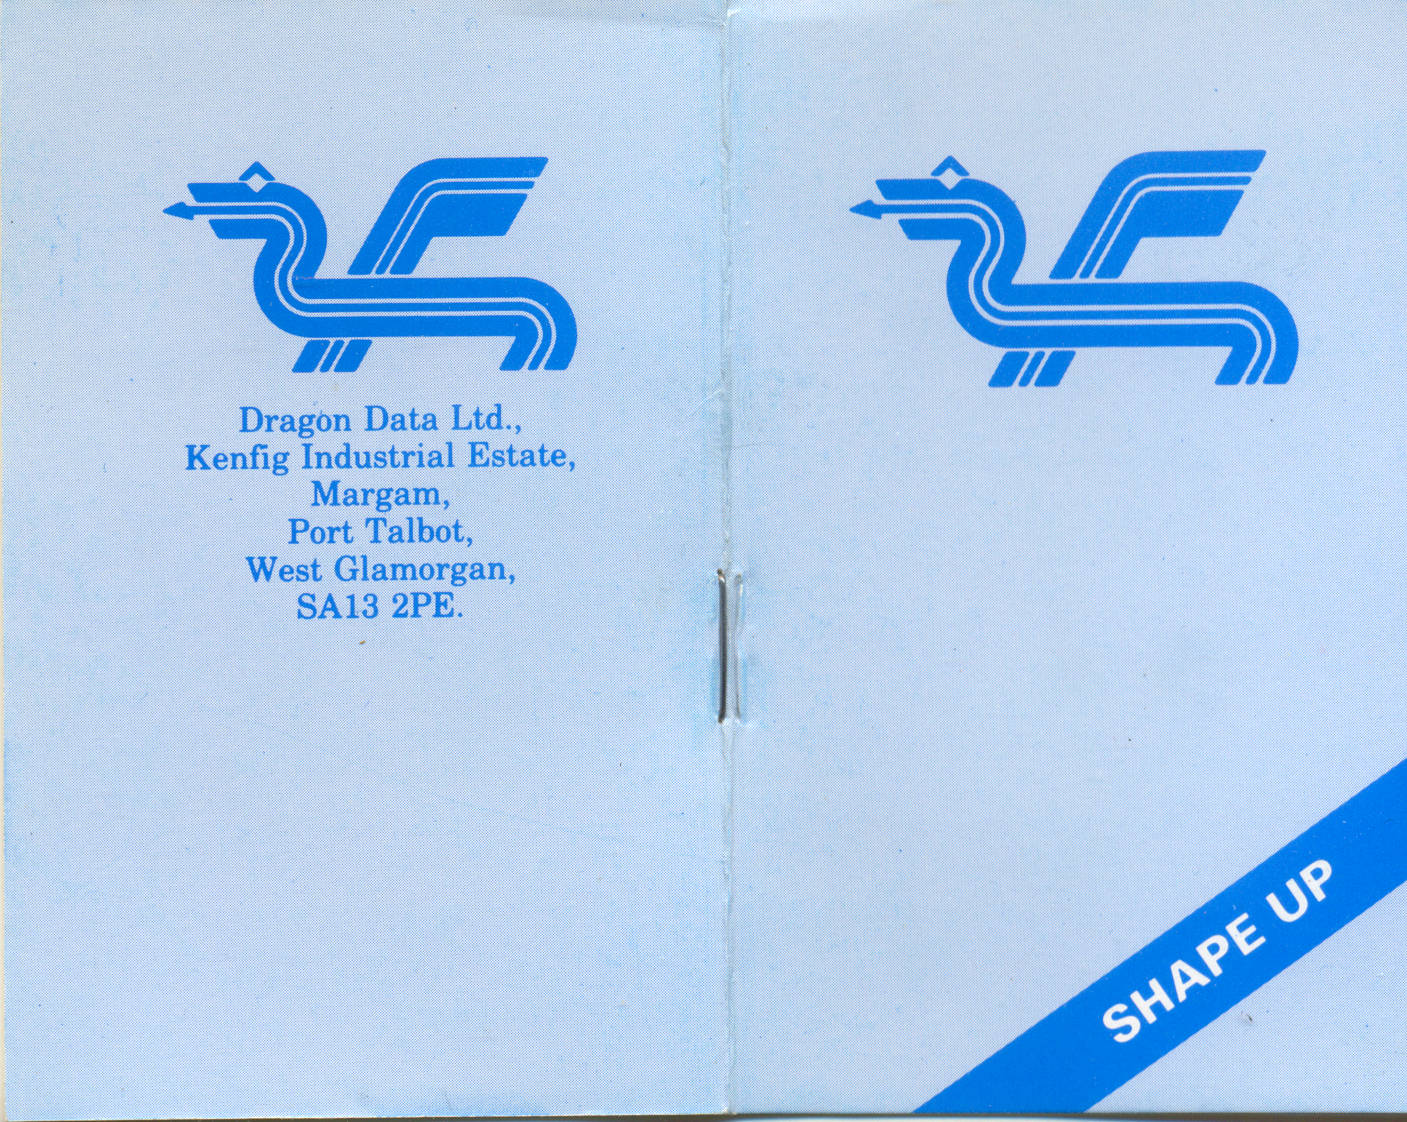 Dragon Data Ltd.,
Kenfig Industrial Estate,
Margam,
Port Talbot,
West Glamorgan,
SA13 2PE.
SHAPE UP